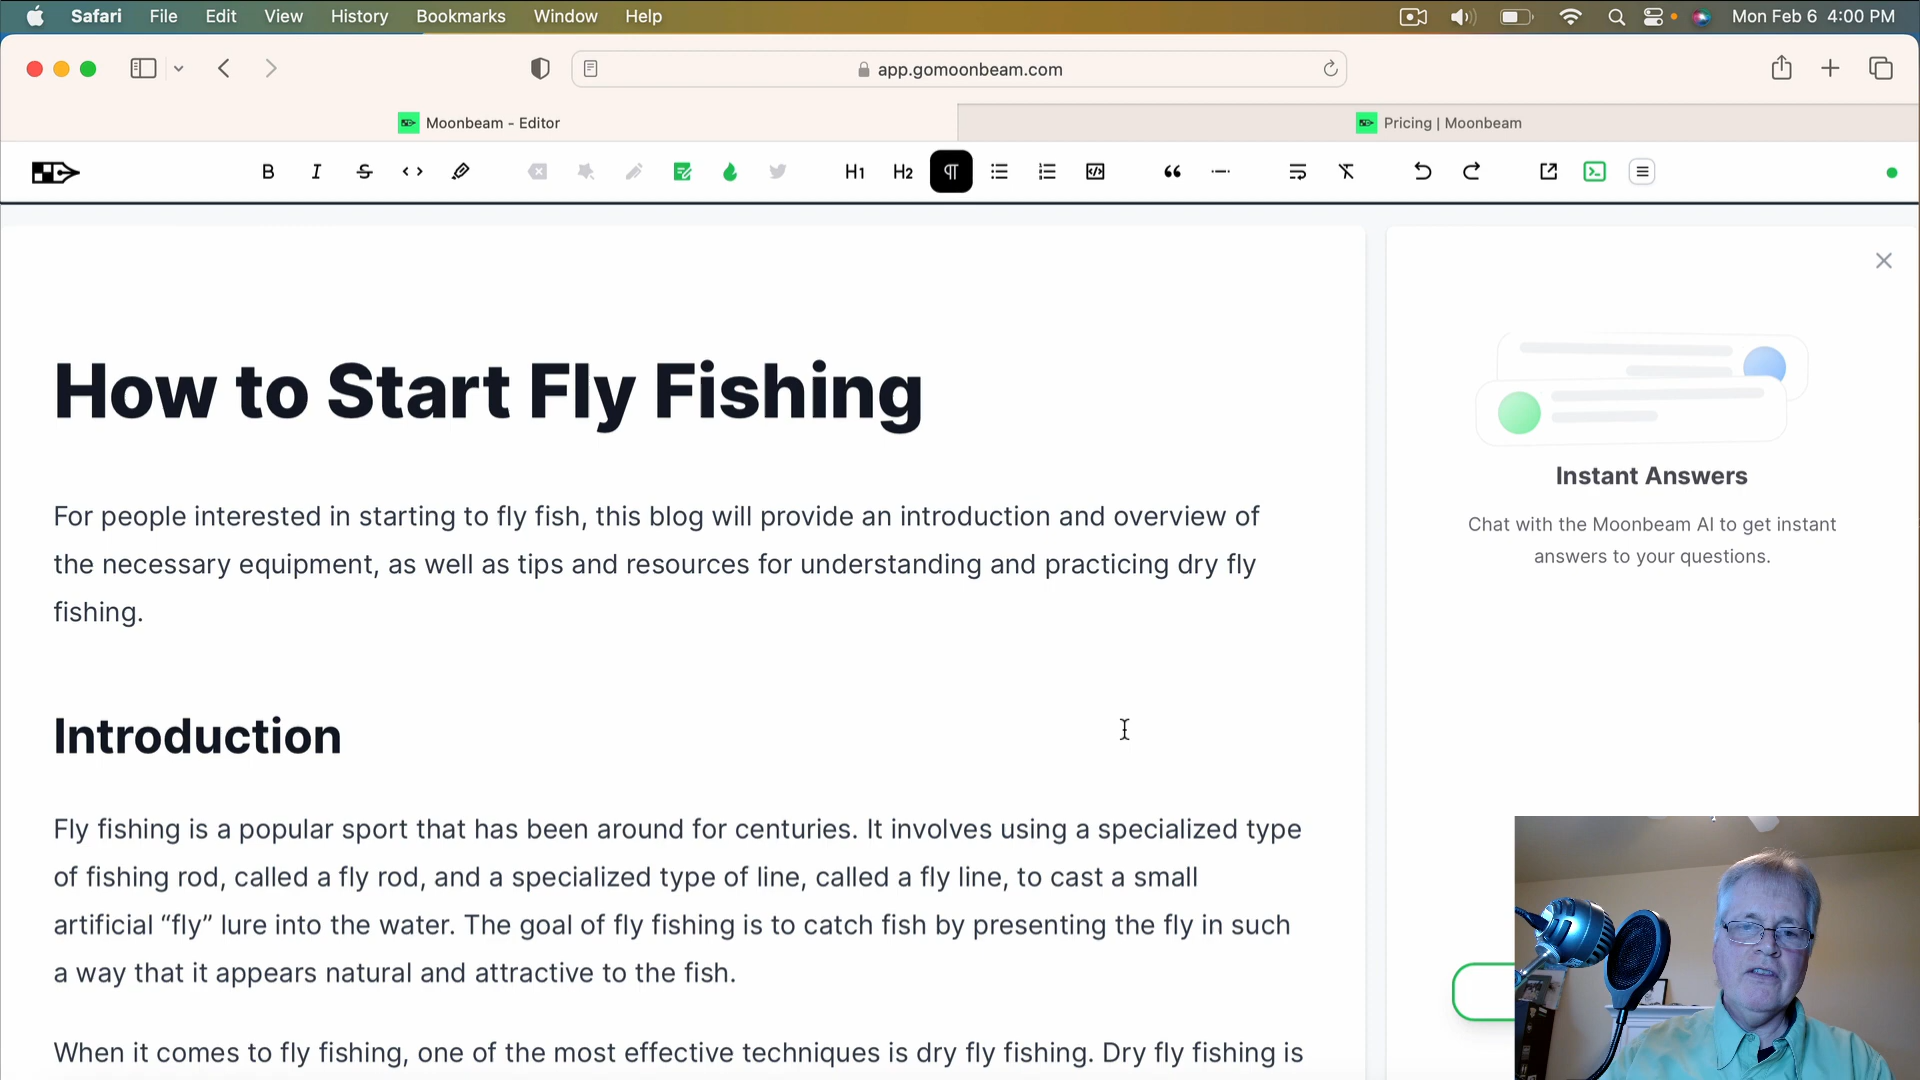 Safari File Edit View History Bookmarks Window Help Mon Feb 6 4:00 PM
app.gomoonbeam.com
Moonbeam - Editor Pricing | Moonbeam
B I S H1 H2
How to Start Fly Fishing
For people interested in starting to fly fish, this blog will provide an introduction and overview of
the necessary equipment, as well as tips and resources for understanding and practicing dry fly
fishing.
Introduction
Fly fishing is a popular sport that has been around for centuries. It involves using a specialized type
of fishing rod, called a fly rod, and a specialized type of line, called a fly line, to cast a small
artificial “fly” lure into the water. The goal of fly fishing is to catch fish by presenting the fly in such
a way that it appears natural and attractive to the fish.
When it comes to fly fishing, one of the most effective techniques is dry fly fishing. Dry fly fishing is
Instant Answers
Chat with the Moonbeam AI to get instant
answers to your questions.